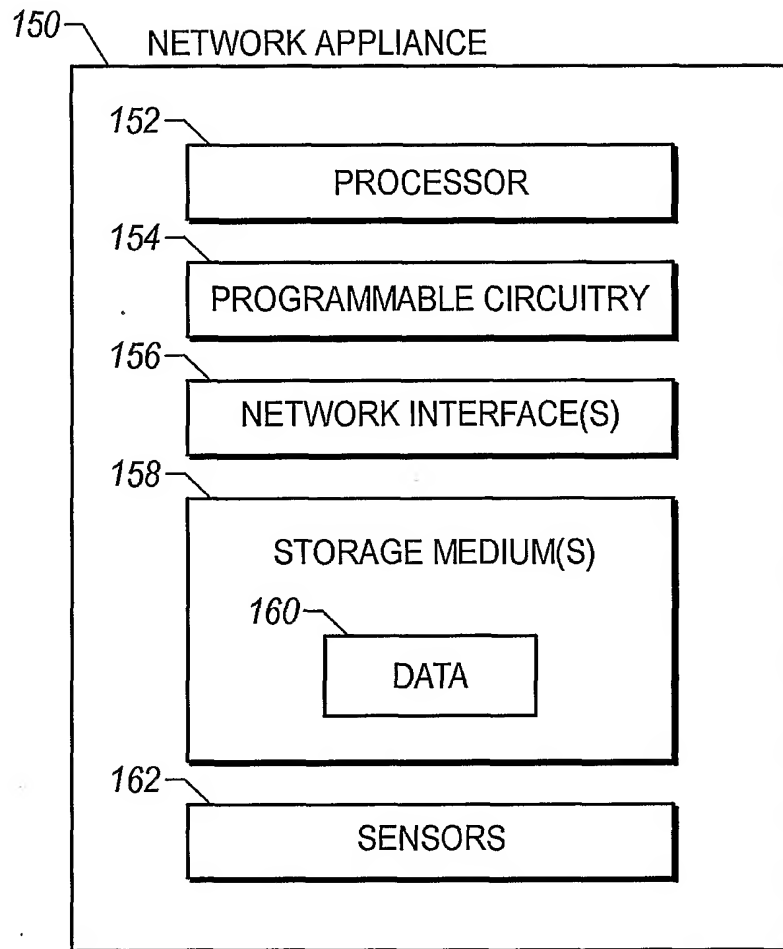 150
NETWORK APPLIANCE
152
PROCESSOR
154
PROGRAMMABLE CIRCUITRY
156
NETWORK INTERFACE(S)
158
STORAGE MEDIUM(S)
160
DATA
162
SENSORS